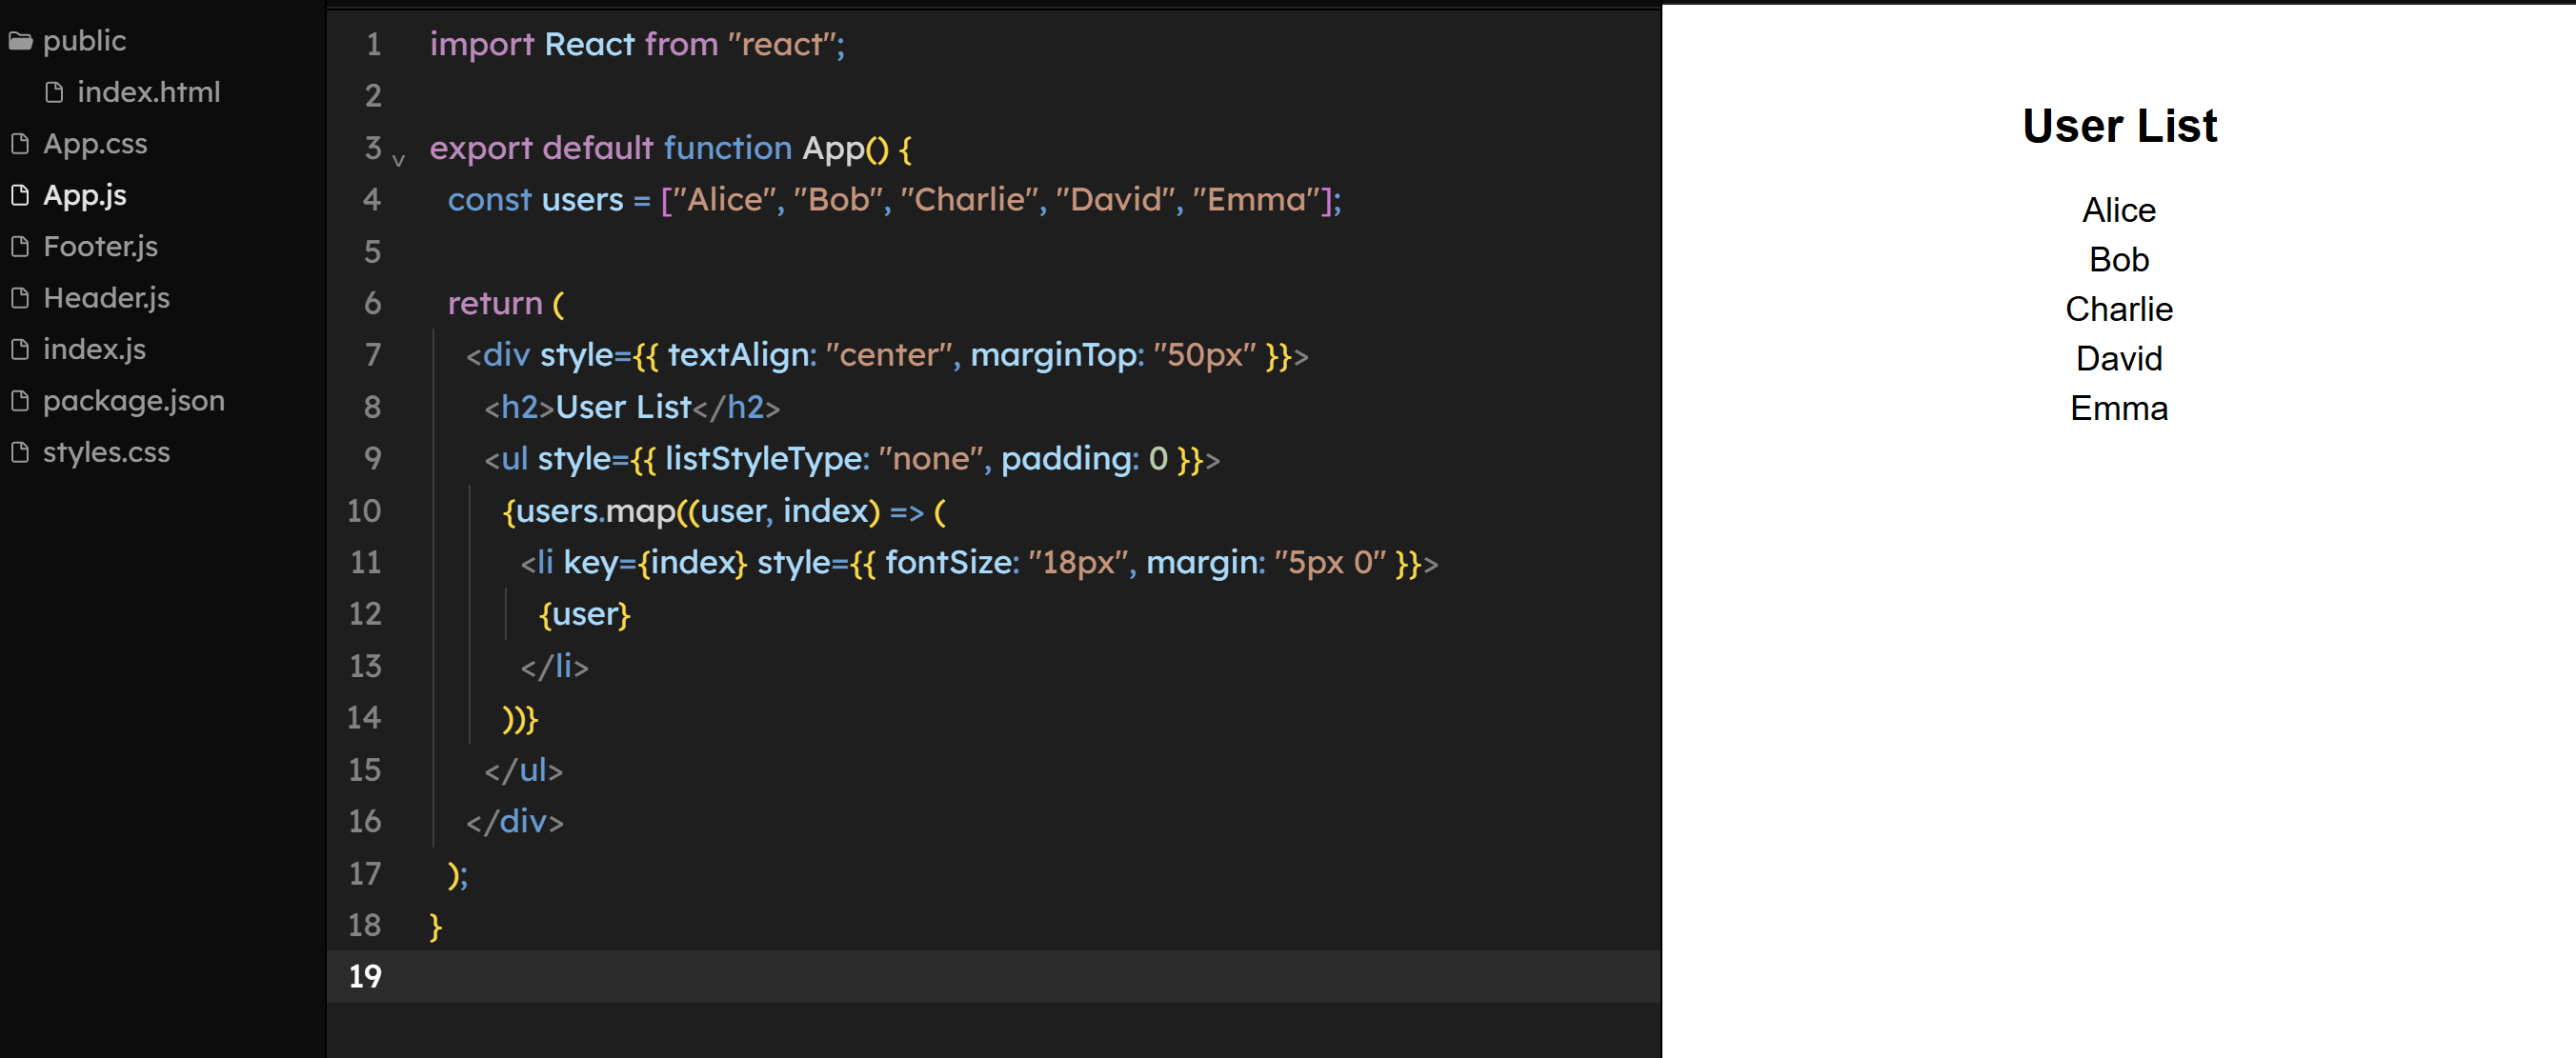 public
index.html
App.css
App.js
Footer.js
Header.js
index.js
package.json
styles.css
1 import React from "react";
2
3 export default function App() {
4 const users = ["Alice", "Bob", "Charlie", "David", "Emma"];
5
6 return (
7 <div style={{ textAlign: "center", marginTop: "50px" }}>
8 <h2>User List</h2>
9 <ul style={{ listStyleType: "none", padding: 0 }}>
10 {users.map((user, index) => (
11 <li key={index} style={{ fontSize: "18px", margin: "5px 0" }}>
12 {user}
13 </li>
14 ))}
15 </ul>
16 </div>
17 );
18 }
19
User List
Alice
Bob
Charlie
David
Emma